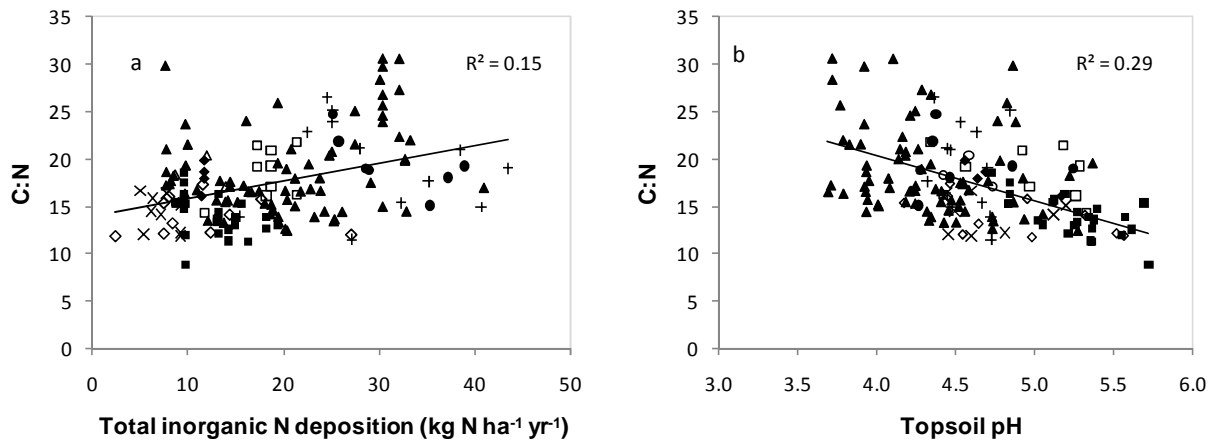 a
R² = 0.15
35
30
25
20
15
10
5
0
C:N
0 10 20 30 40 50
Total inorganic N deposition (kg N ha⁻¹ yr⁻¹)
b
R² = 0.29
35
30
25
20
15
10
5
0
C:N
3.0 3.5 4.0 4.5 5.0 5.5 6.0
Topsoil pH